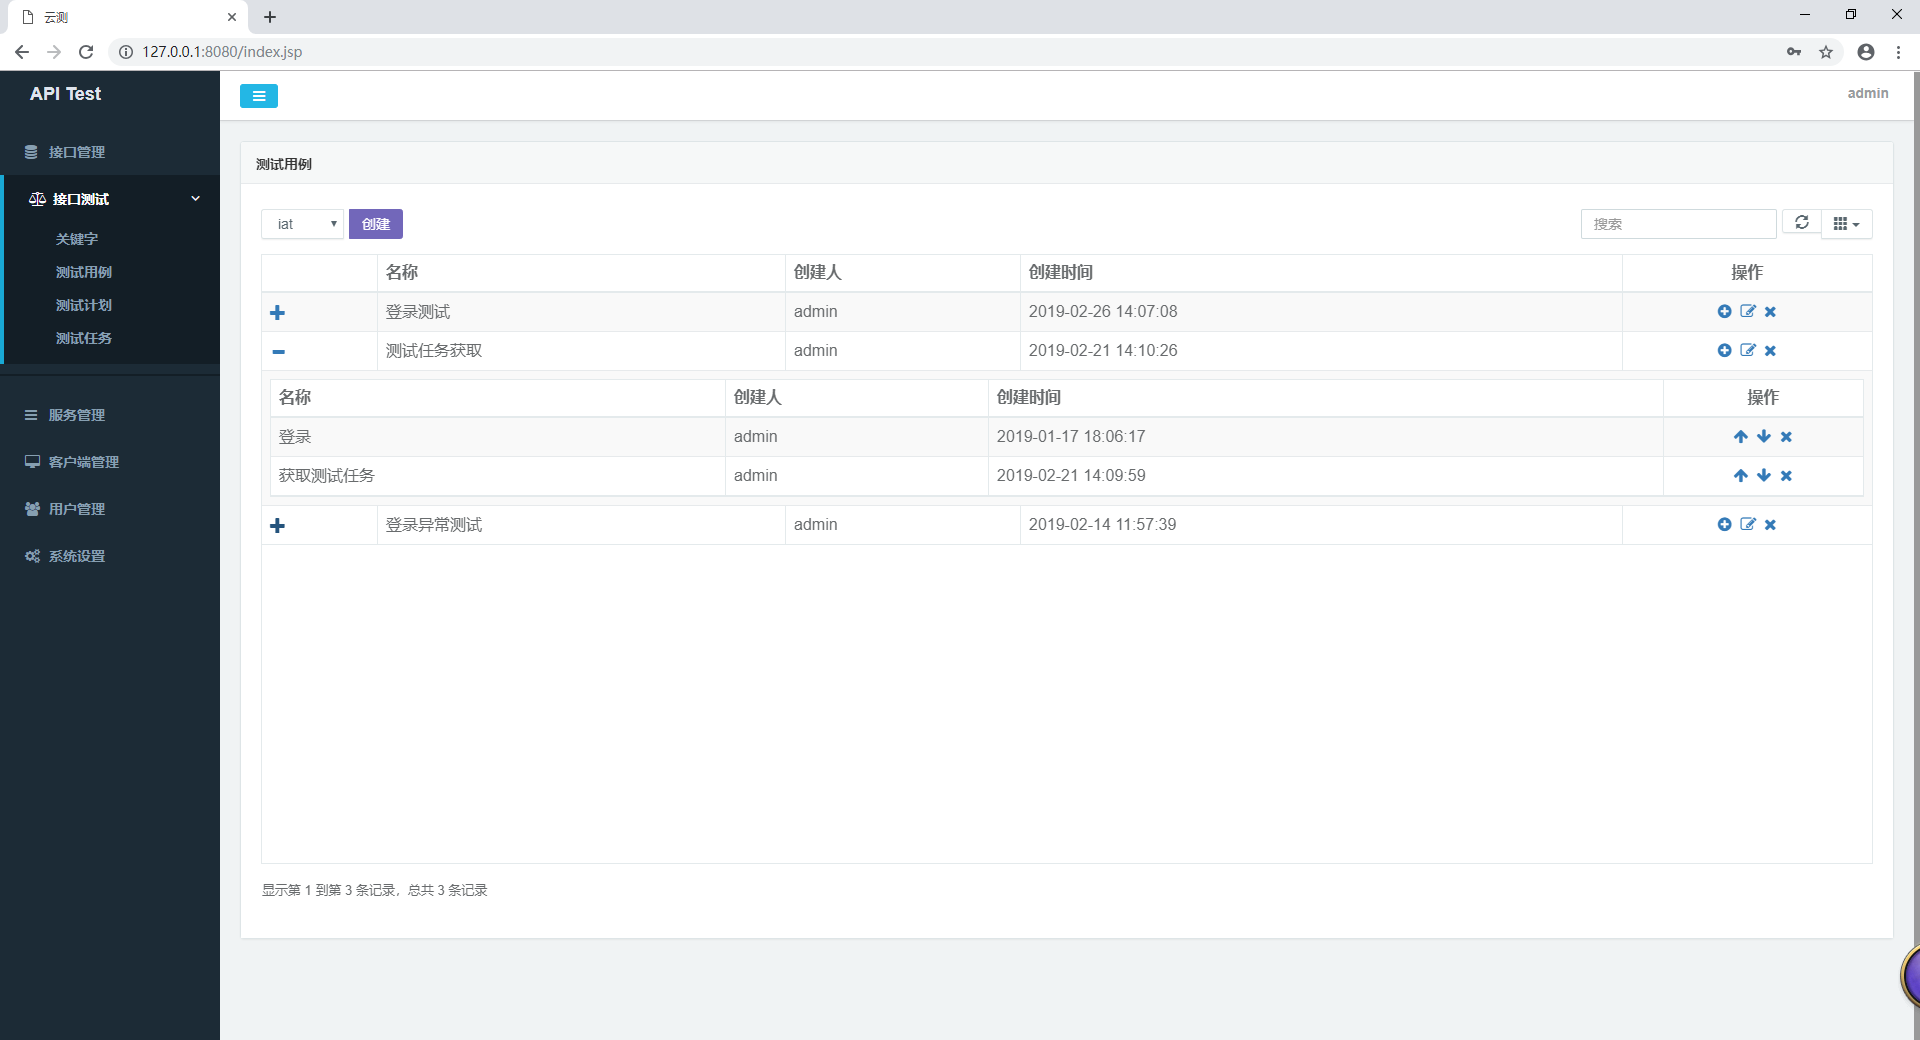 云测
127.0.0.1:8080/index.jsp
API Test
admin
接口管理
接口测试
关键字
测试用例
测试计划
测试任务
服务管理
客户端管理
用户管理
系统设置
测试用例
iat 创建 搜索
名称 创建人 创建时间 操作
登录测试 admin 2019-02-26 14:07:08
测试任务获取 admin 2019-02-21 14:10:26
名称 创建人 创建时间 操作
登录 admin 2019-01-17 18:06:17
获取测试任务 admin 2019-02-21 14:09:59
登录异常测试 admin 2019-02-14 11:57:39
显示第 1 到第 3 条记录，总共 3 条记录